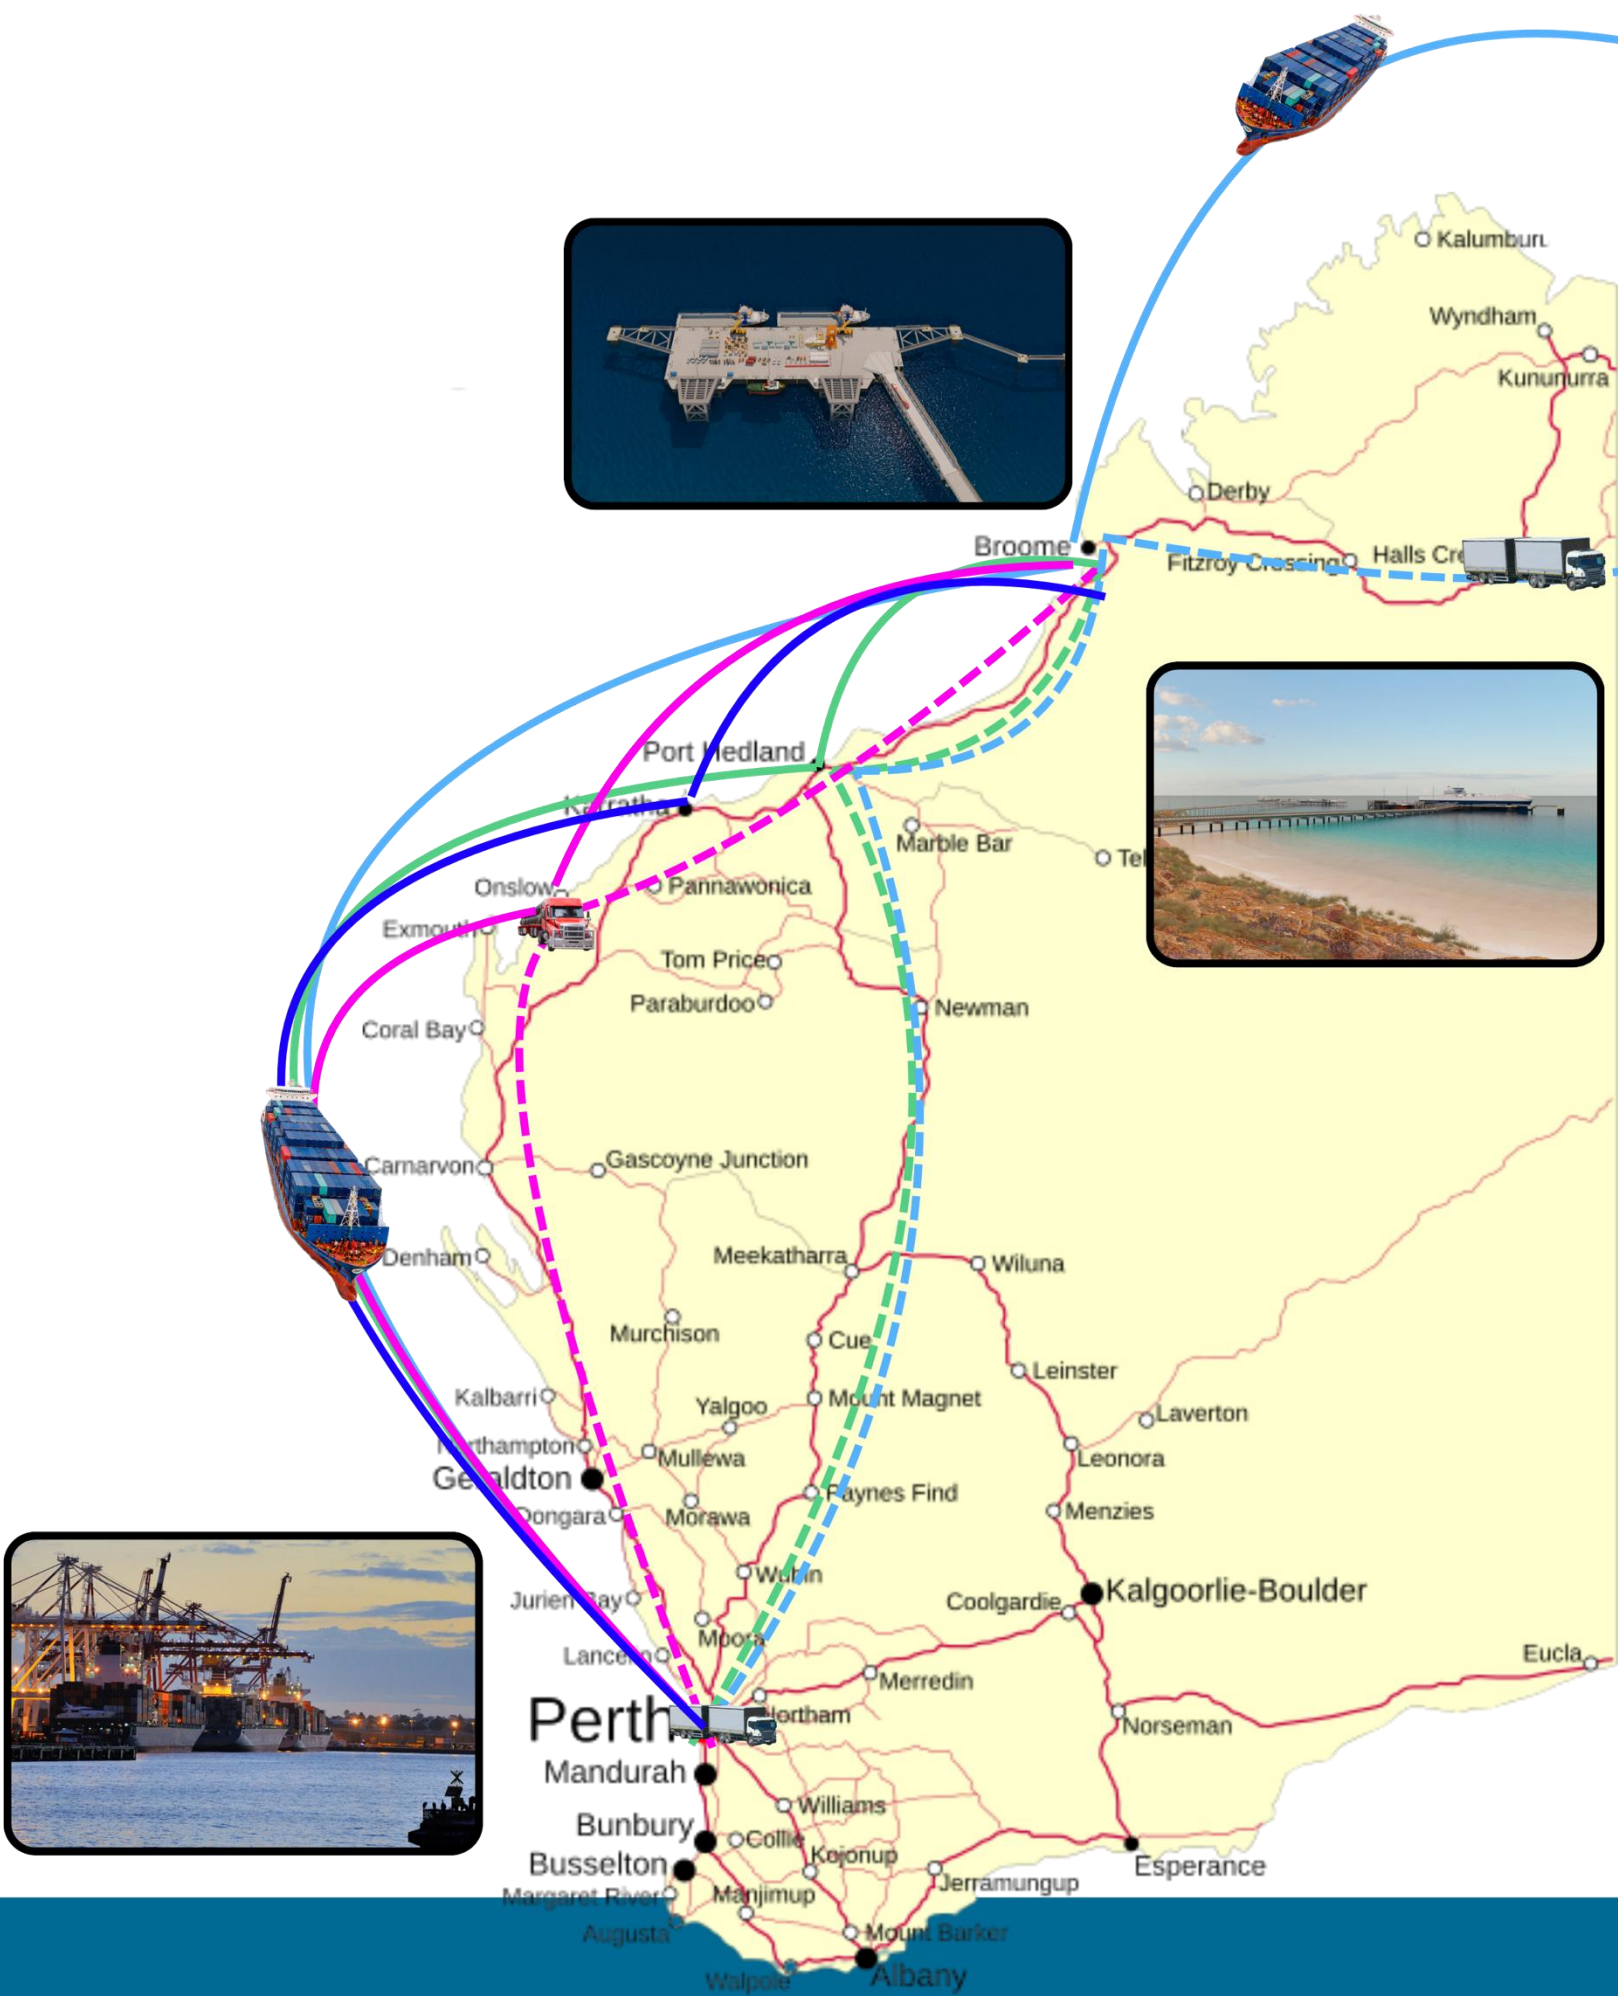 Kalumburu
Wyndham
Kununurra
Derby
Broome
Fitzroy Crossing
Halls Cre
Port Hedland
Karratha
Marble Bar
Tel
Onslow
Pannawonica
Exmouth
Tom Price
Paraburdoo
Newman
Coral Bay
Carnarvon
Gascoyne Junction
Denham
Meekatharra
Wiluna
Murchison
Cue
Leinster
Kalbarri
Yalgoo
Mount Magnet
Laverton
Northampton
Mullewa
Leonora
Geraldton
Paynes Find
Dongara
Morawa
Menzies
Wubin
Jurien Bay
Coolgardie
Kalgoorlie-Boulder
Moora
Lancelin
Eucla
Merredin
Perth
Northam
Norseman
Mandurah
Williams
Bunbury
Collie
Kojonup
Busselton
Esperance
Jerramungup
Margaret River
Manjimup
Augusta
Mount Barker
Walpole
Albany